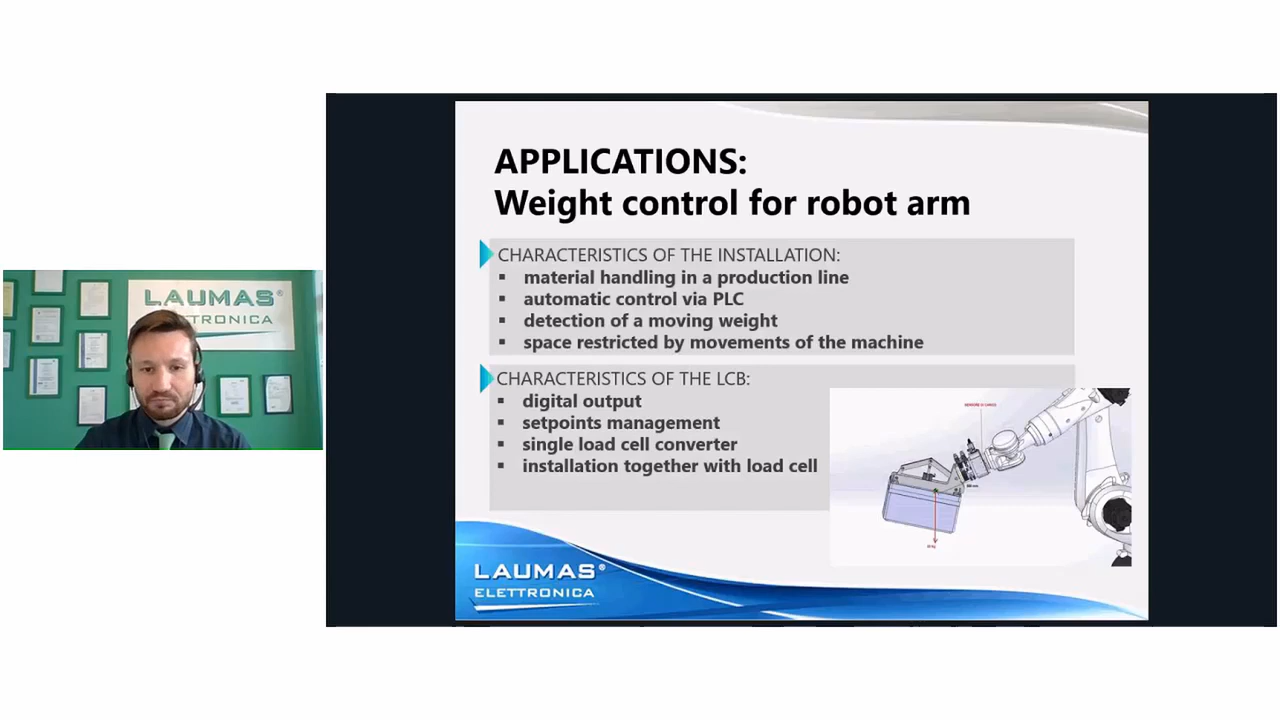 APPLICATIONS:
Weight control for robot arm
CHARACTERISTICS OF THE INSTALLATION:
▪ material handling in a production line
▪ automatic control via PLC
▪ detection of a moving weight
▪ space restricted by movements of the machine
CHARACTERISTICS OF THE LCB:
▪ digital output
▪ setpoints management
▪ single load cell converter
▪ installation together with load cell
LAUMAS®
ELETTRONICA
LAUMAS®
ETTRONICA